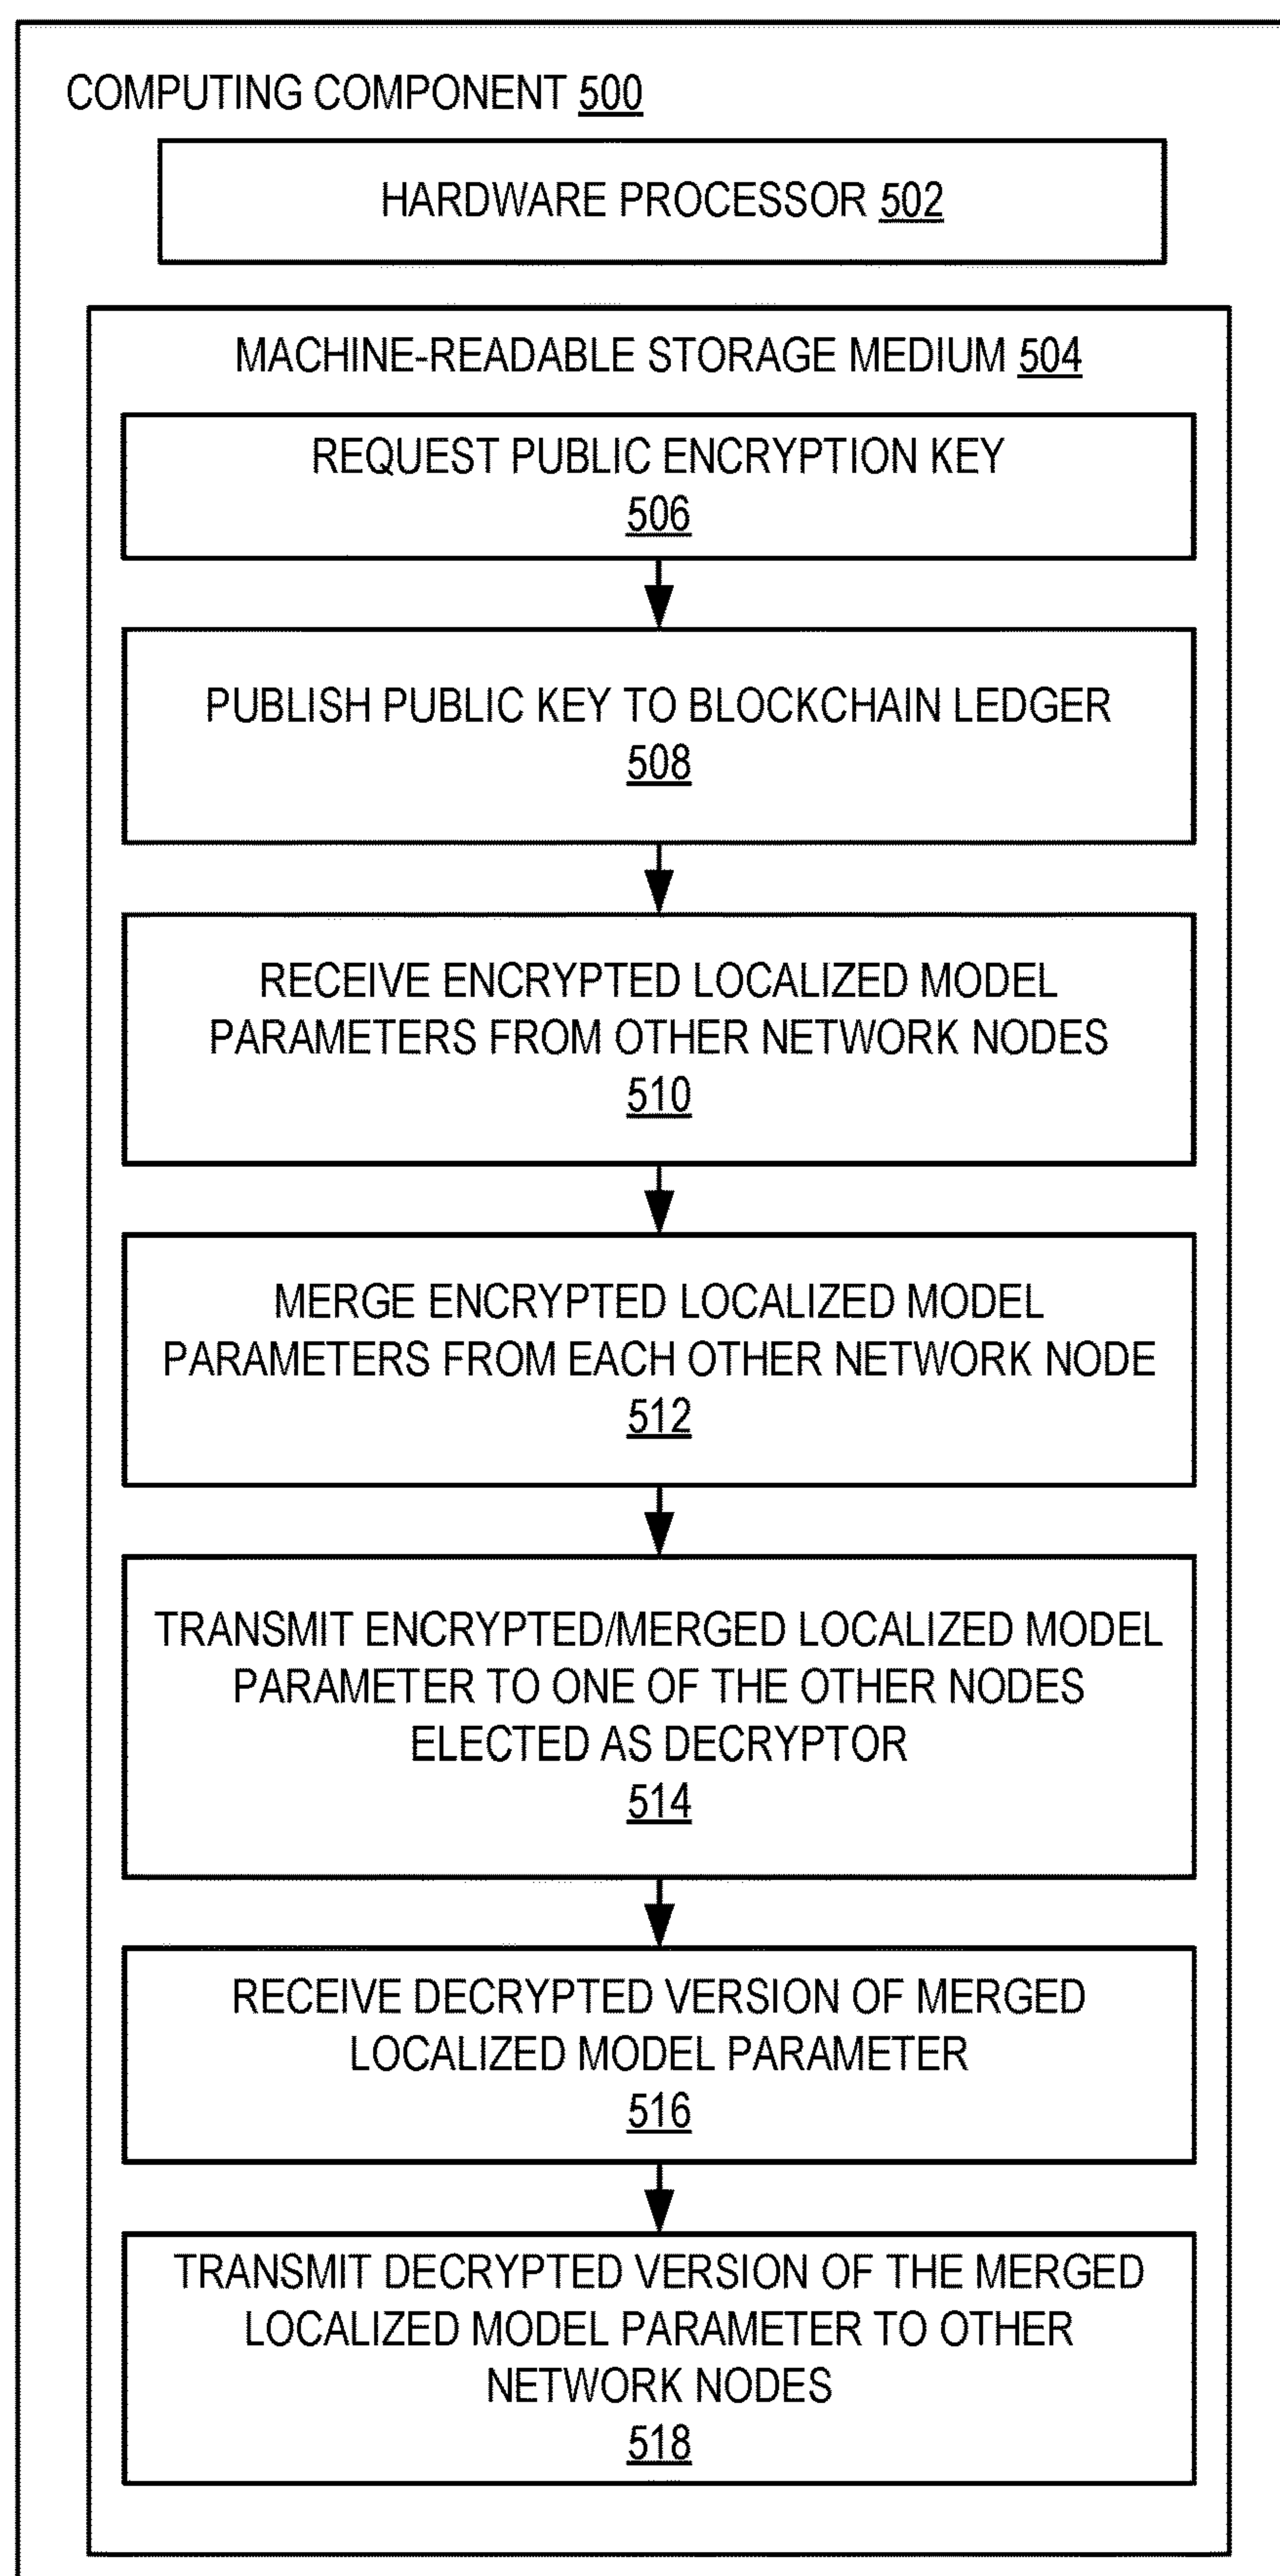 COMPUTING COMPONENT 500
HARDWARE PROCESSOR 502
MACHINE-READABLE STORAGE MEDIUM 504
REQUEST PUBLIC ENCRYPTION KEY
506
PUBLISH PUBLIC KEY TO BLOCKCHAIN LEDGER
508
RECEIVE ENCRYPTED LOCALIZED MODEL
PARAMETERS FROM OTHER NETWORK NODES
510
MERGE ENCRYPTED LOCALIZED MODEL
PARAMETERS FROM EACH OTHER NETWORK NODE
512
TRANSMIT ENCRYPTED/MERGED LOCALIZED MODEL
PARAMETER TO ONE OF THE OTHER NODES
ELECTED AS DECRYPTOR
514
RECEIVE DECRYPTED VERSION OF MERGED
LOCALIZED MODEL PARAMETER
516
TRANSMIT DECRYPTED VERSION OF THE MERGED
LOCALIZED MODEL PARAMETER TO OTHER
NETWORK NODES
518